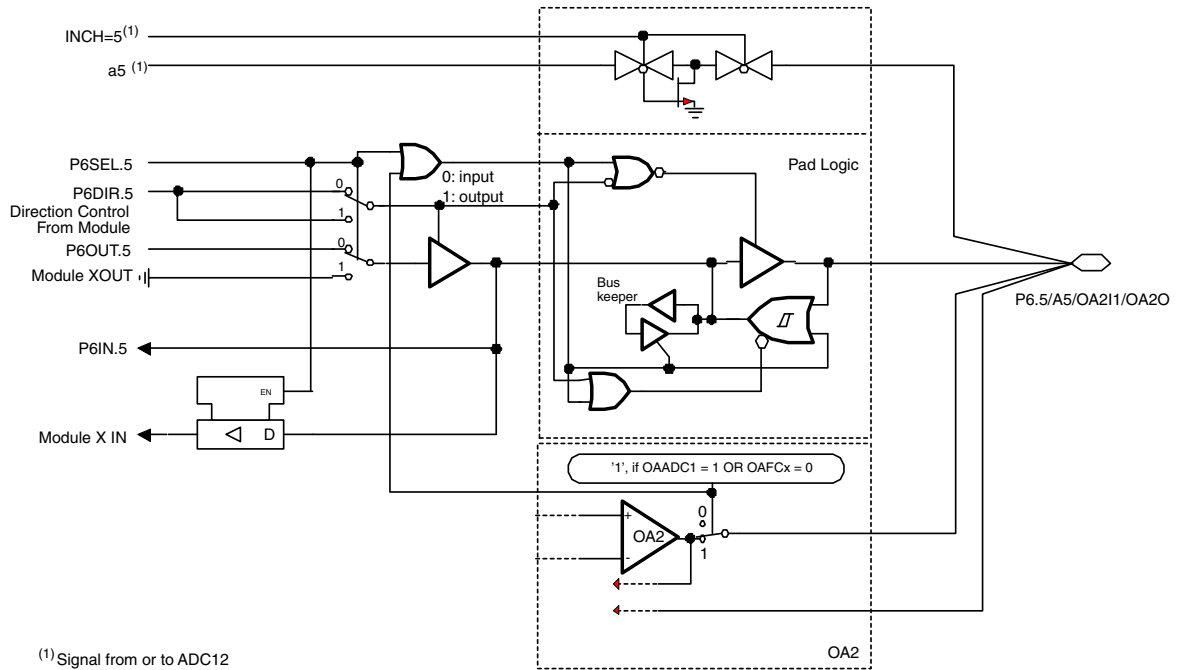 INCH=5(1)
a5 (1)
P6SEL.5
Pad Logic
0: input
1: output
P6DIR.5
0
Direction Control
From Module
1
P6OUT.5
0
Module XOUT
1
Bus
keeper
P6.5/A5/OA2I1/OA2O
P6IN.5
EN
D
Module X IN
'1', if OAADC1 = 1 OR OAFCx = 0
0
+
OA2
-
1
(1) Signal from or to ADC12
OA2